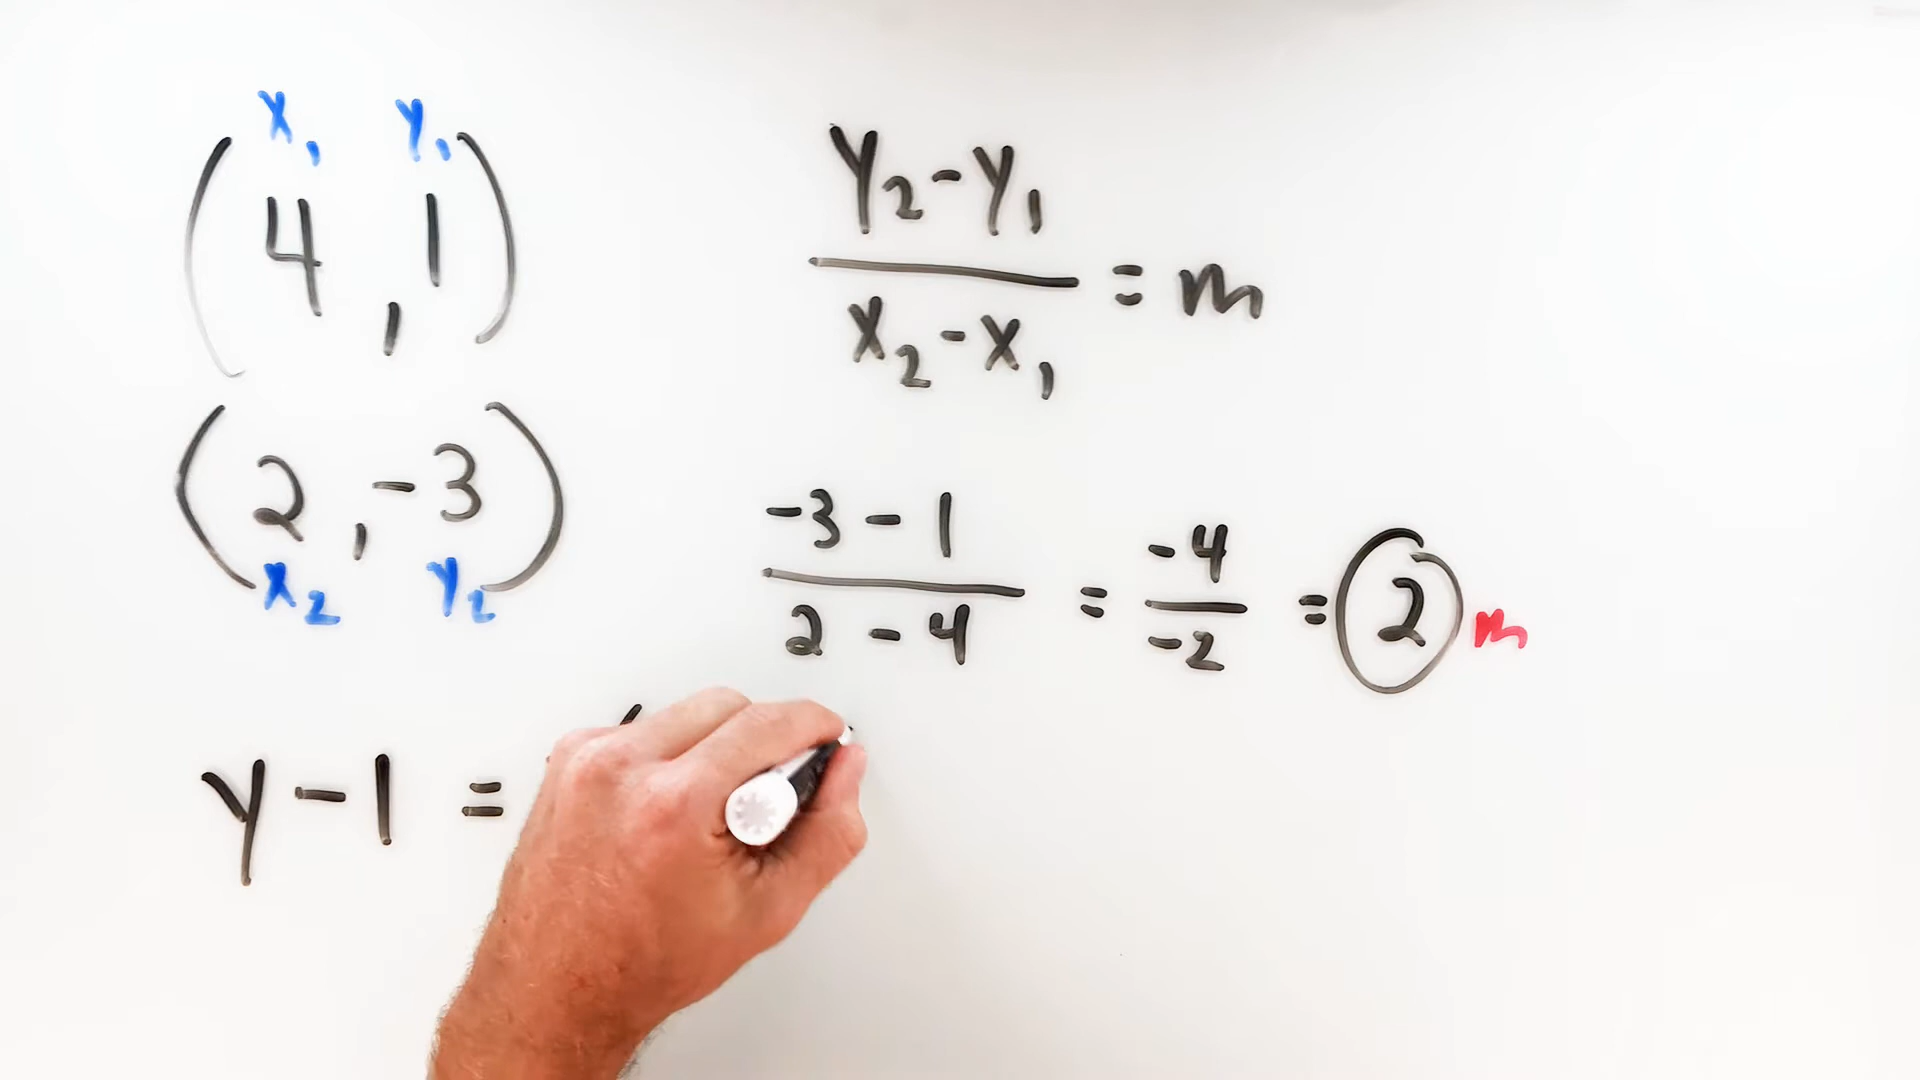 x₁ y₁
(4, 1)
(2, -3)
x₂ y₂
y₂-y₁
x₂-x₁
= m
-3 - 1
2 - 4
=
-4
-2
= 2 m
y - 1 = (